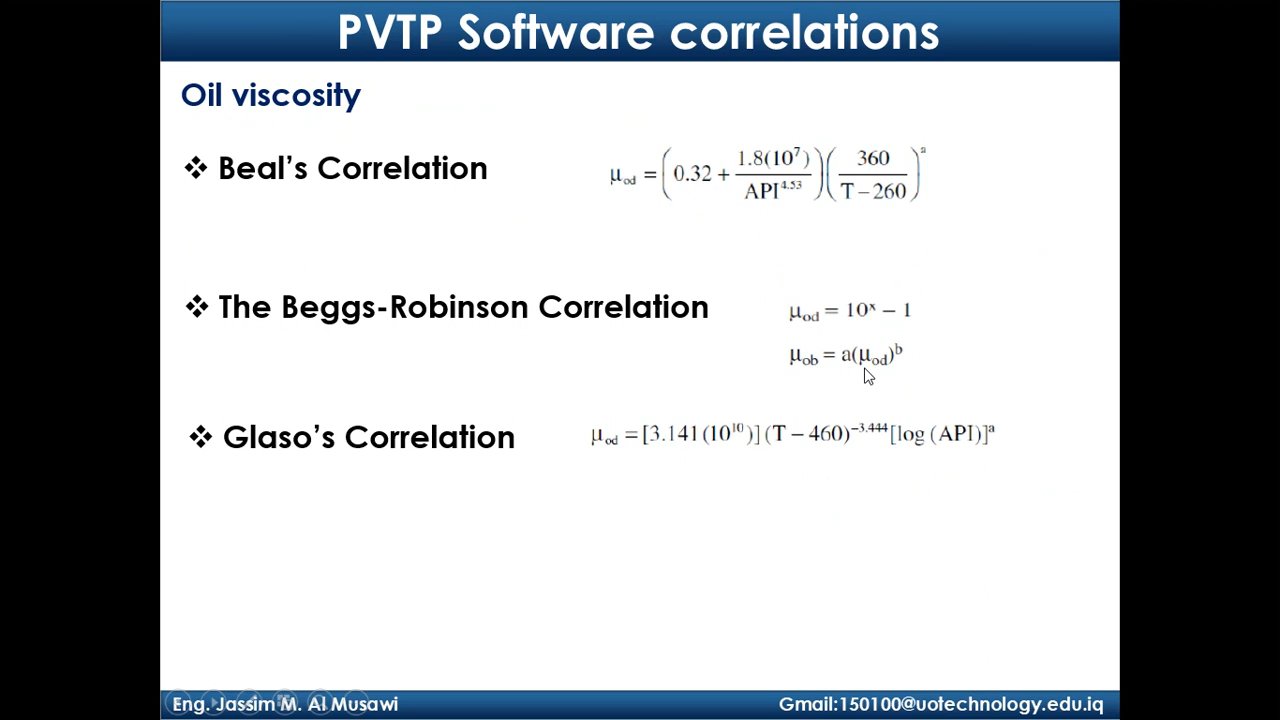 PVTP Software correlations
Oil viscosity
❖ Beal's Correlation
μod = (0.32 + 1.8(10⁷) / API⁴·⁵³) (360 / T – 260)ᵃ
❖ The Beggs-Robinson Correlation
μod = 10ˣ – 1
μob = a(μod)ᵇ
❖ Glaso's Correlation
μod = [3.141(10¹⁰)] (T – 460)⁻³·⁴⁴⁴ [log (API)]ᵃ
Eng. Jassim M. Al Musawi
Gmail:150100@uotechnology.edu.iq